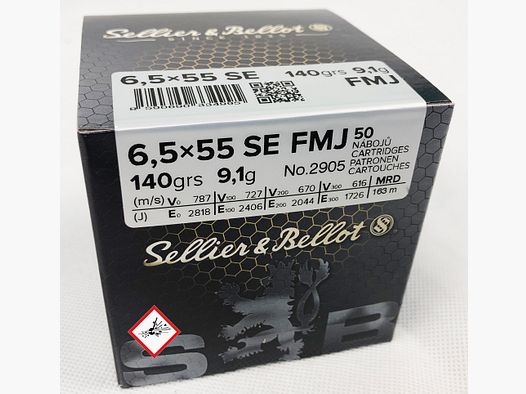 Sellier & Bellot
6,5×55 SE 140grs 9,1g
FMJ
6,5×55 SE FMJ 50
NÁBOJŮ
CARTRIDGES
PATRONEN
CARTOUCHES
140grs 9,1g No.2905
(m/s) V0 787 V100 727 V200 670 V300 616 MRD
(J) E0 2818 E100 2406 E200 2044 E300 1726 163 m
Sellier & Bellot S&B
S&B